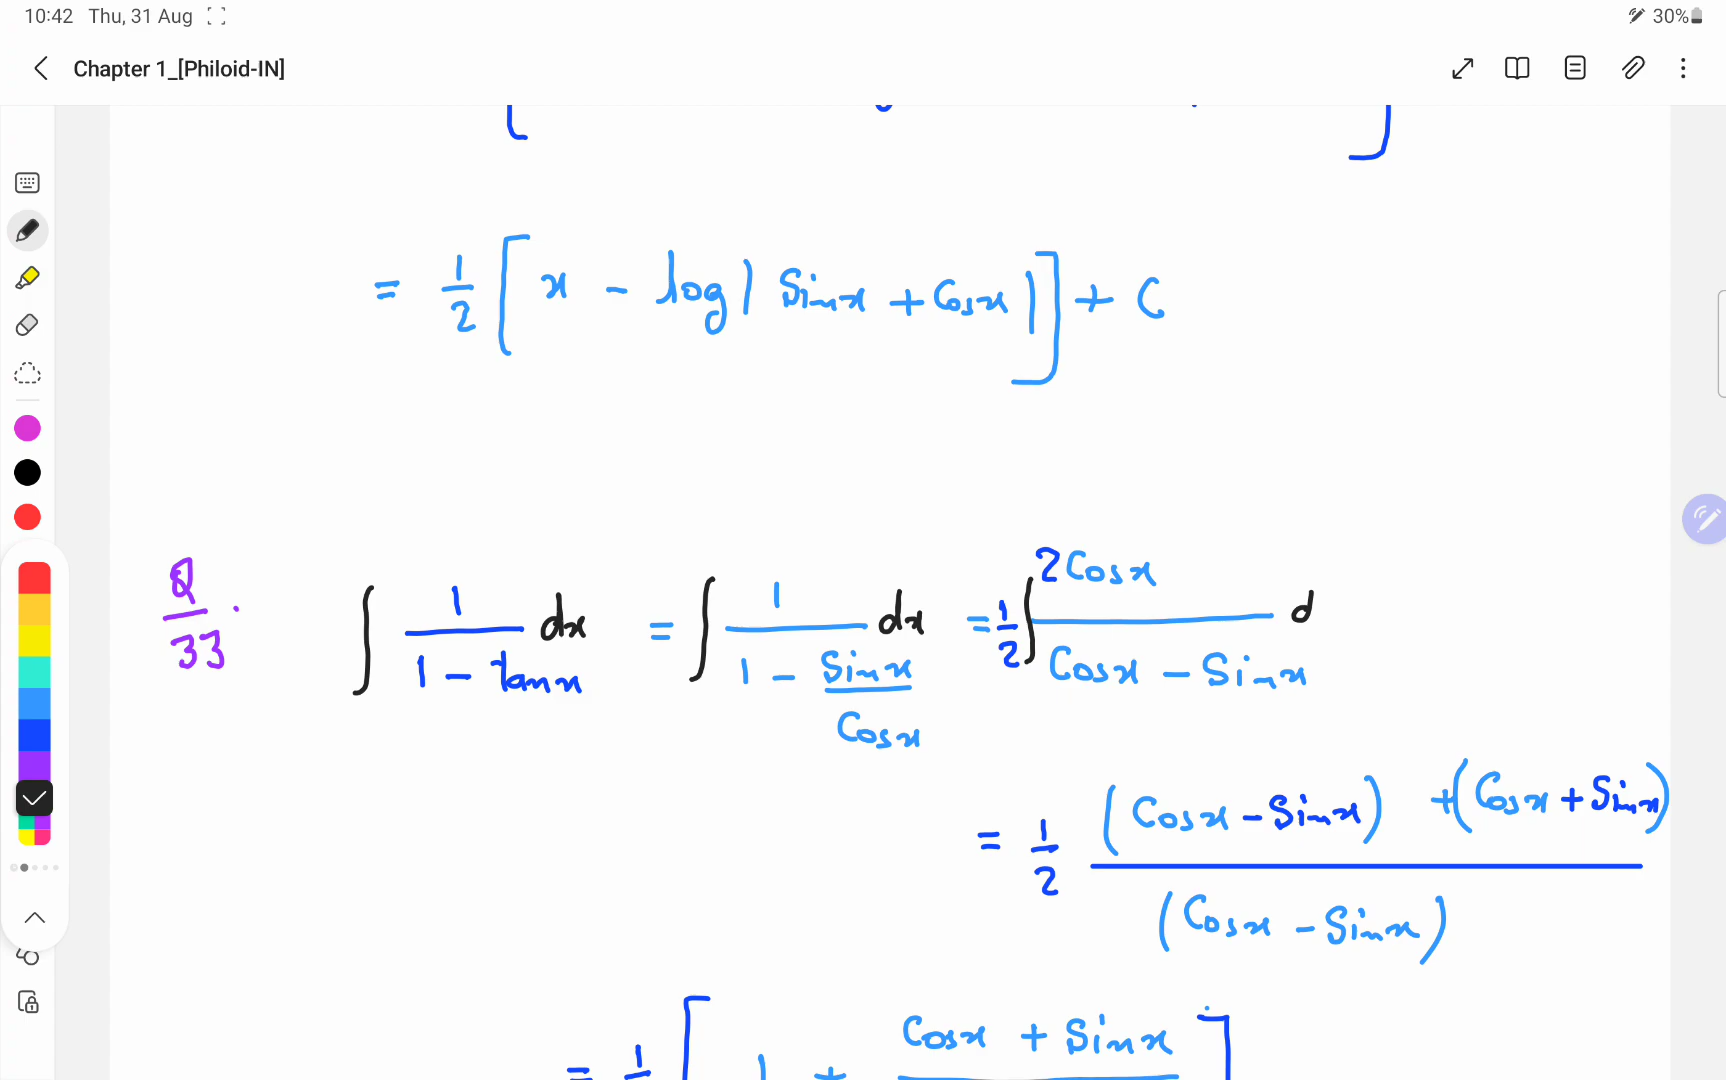 10:42 Thu, 31 Aug 30%
Chapter 1_[Philoid-IN]
= 1/2 [ x - log | Sinx + Cosx | ] + C
Q/33 . ∫ 1/(1 - tanx) dx = ∫ 1/(1 - Sinx/Cosx) dx = 1/2 ∫ 2Cosx/(Cosx - Sinx) d
= 1/2 ((Cosx - Sinx) + (Cosx + Sinx))/(Cosx - Sinx)
= 1 [ 1 + Cosx + Sinx ]